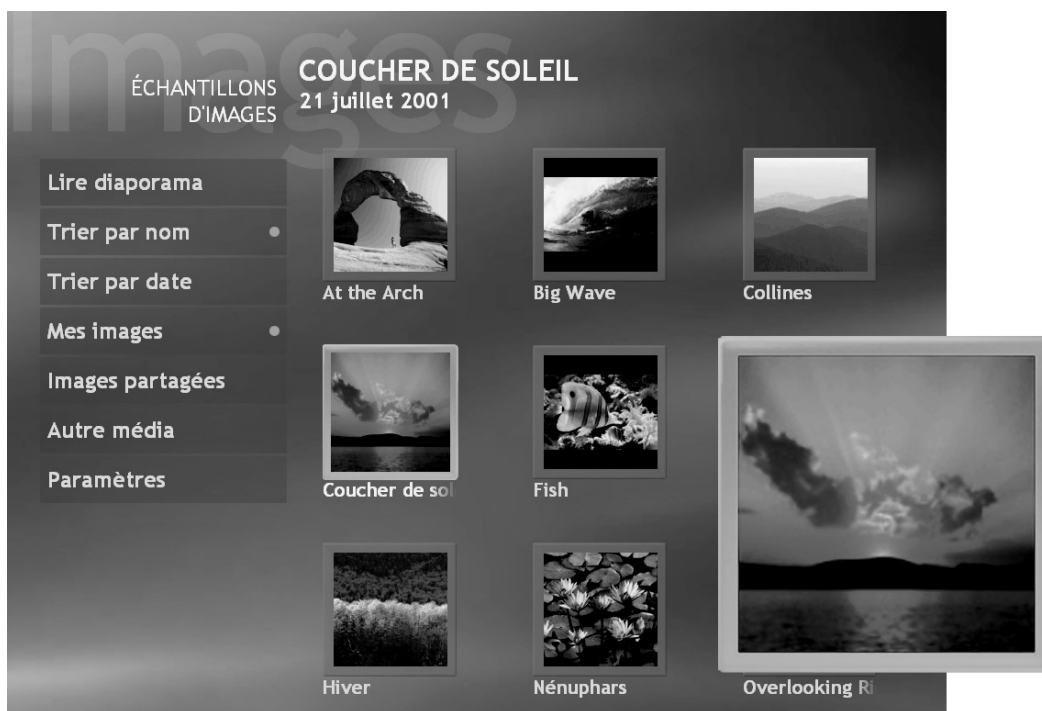 Images
ÉCHANTILLONS
D'IMAGES
COUCHER DE SOLEIL
21 juillet 2001
Lire diaporama
Trier par nom
Trier par date
Mes images
Images partagées
Autre média
Paramètres
At the Arch
Big Wave
Collines
Coucher de sol
Fish
Hiver
Nénuphars
Overlooking Ri